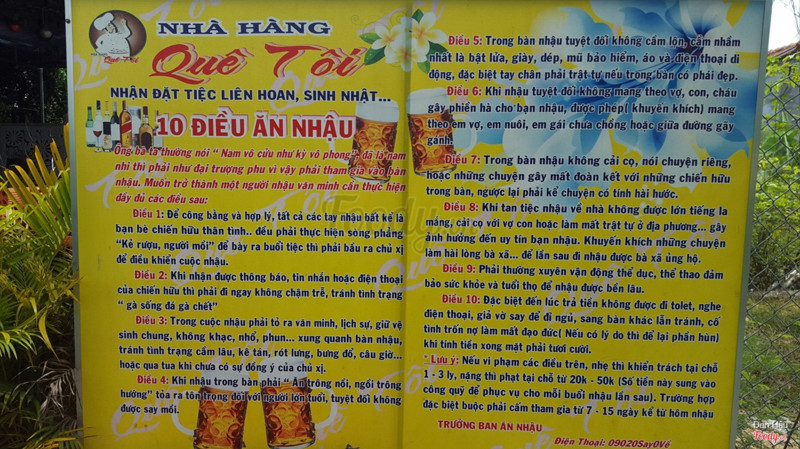 NHÀ HÀNG
Quê Tôi
NHẬN ĐẶT TIỆC LIÊN HOAN, SINH NHẬT...
10 ĐIỀU ĂN NHẬU
Ông bà ta thường nói " Nam vô cửu như kỳ vô phong", đã là nam
nhi thì phải như đại trượng phu vì vậy phải tham gia vào bàn
nhậu. Muốn trở thành một người nhậu văn minh cần thực hiện
đầy đủ các điều sau:
Điều 1: Để công bằng và hợp lý, tất cả các tay nhậu bất kể là
bạn bè chiến hữu thân tình.. đều phải thực hiện sòng phẳng
"Kẻ rượu, người mồi" để bày ra buổi tiệc thì phải bầu ra chủ xị
để điều khiển cuộc nhậu.
Điều 2: Khi nhận được thông báo, tin nhắn hoặc điện thoại
của chiến hữu thì phải đi ngay không chậm trễ, tránh tình trạng
" gà sống đá gà chết"
Điều 3: Trong cuộc nhậu phải tỏ ra văn minh, lịch sự, giữ vệ
sinh chung, không khạc, nhổ, phun... xung quanh bàn nhậu,
tránh tình trạng cầm lâu, kê tán, rót lưng, bưng đổ, câu giờ...
hoặc qua tua khi chưa có sự đồng ý của chủ xị.
Điều 4: Khi nhậu trong bàn phải " Ăn trông nồi, ngồi trông
hướng" tỏa ra tôn trọng đối với người lớn tuổi, tuyệt đối không
được say mồi.
Điều 5: Trong bàn nhậu tuyệt đối không cầm lộn, cầm nhầm
nhất là bật lửa, giày, dép, mũ bảo hiểm, áo và điện thoại di
động, đặc biệt tay chân phải trật tự nếu trong bàn có phái đẹp.
Điều 6: Khi nhậu tuyệt đối không mang theo vợ, con, cháu
gây phiền hà cho bạn nhậu, được phép( khuyến khích) mang
theo em vợ, em nuôi, em gái chưa chồng hoặc giữa đường gãy
gánh.
Điều 7: Trong bàn nhậu không cải cọ, nói chuyện riêng,
hoặc những chuyện gây mất đoàn kết với những chiến hữu
trong bàn, ngược lại phải kể chuyện có tính hài hước.
Điều 8: Khi tan tiệc nhậu về nhà không được lớn tiếng la
mắng, cải cọ với vợ con hoặc làm mất trật tự ở địa phương... gây
ảnh hưởng đến uy tín bạn nhậu. Khuyến khích những chuyện
làm hài lòng bà xã... để lần sau đi nhậu được bà xã ủng hộ.
Điều 9: Phải thường xuyên vận động thể dục, thể thao đảm
bảo sức khỏe và tuổi thọ để nhậu được bền lâu.
Điều 10: Đặc biệt đến lúc trả tiền không được đi tolet, nghe
điện thoại, giả vờ say để đi ngủ, sang bàn khác lẩn tránh, cố
tình trốn nợ làm mất đạo đức( Nếu có lý do thì để lại phần hùn)
khi tính tiền xong mặt phải tươi cười.
* Lưu ý: Nếu vi phạm các điều trên, nhẹ thì khiển trách tại chỗ
1 - 3 ly, nặng thì phạt tại chỗ từ 20k - 50k (Số tiền này sung vào
công quỹ để phục vụ cho mỗi buổi nhậu lần sau). Trường hợp
đặc biệt buộc phải cấm tham gia từ 7 - 15 ngày kể từ hôm nhậu
TRƯỞNG BAN ĂN NHẬU
Điện Thoại: 09020Say0Về
Foody